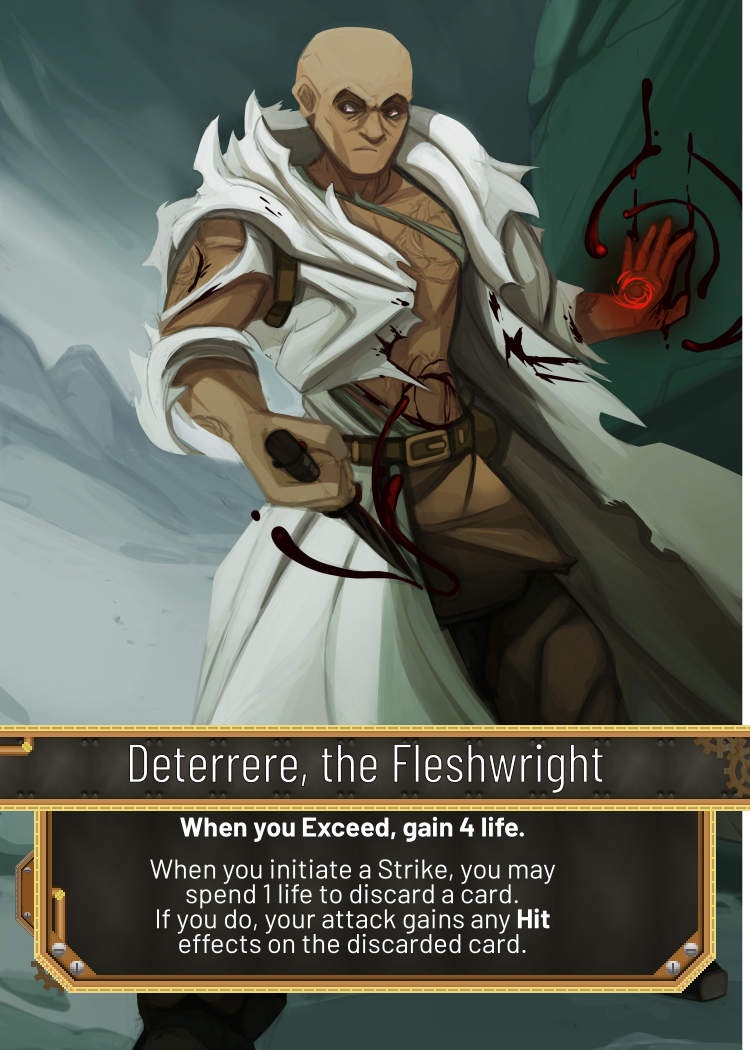 Deterrere, the Fleshwright
When you Exceed, gain 4 life.
When you initiate a Strike, you may
spend 1 life to discard a card.
If you do, your attack gains any Hit
effects on the discarded card.